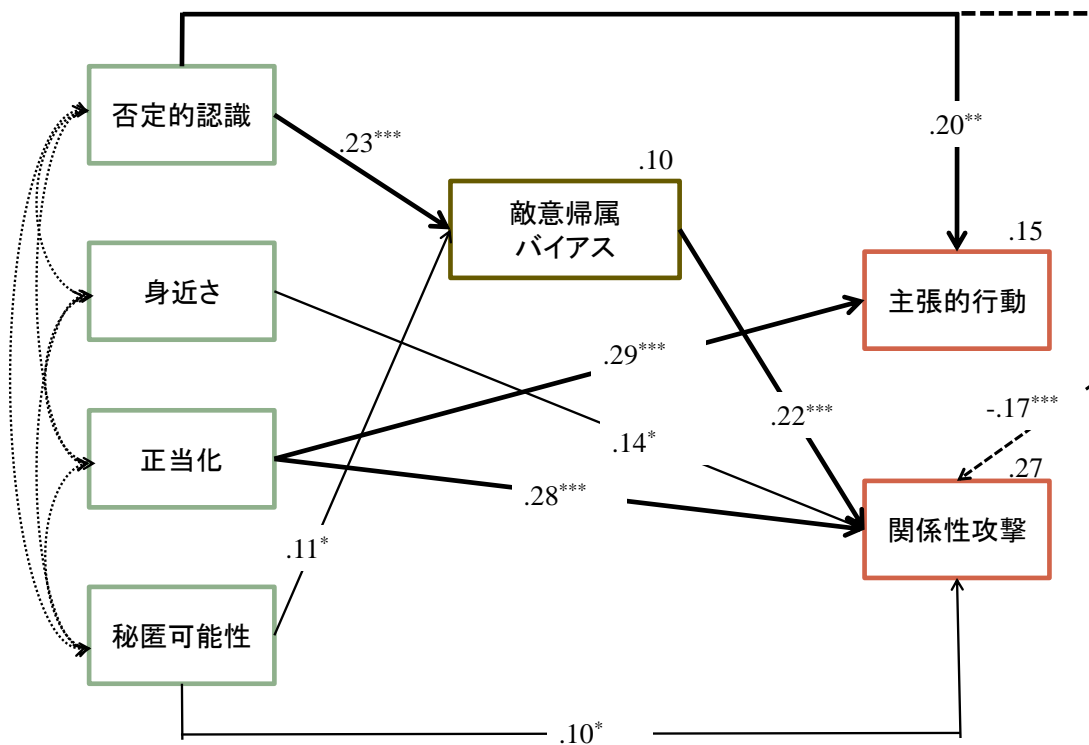 否定的認識
.23***
.20**
.10
敵意帰属
バイアス
.15
身近さ
主張的行動
.29***
-.17***
.22***
.14*
正当化
.27
.28***
関係性攻撃
.11*
秘匿可能性
.10*